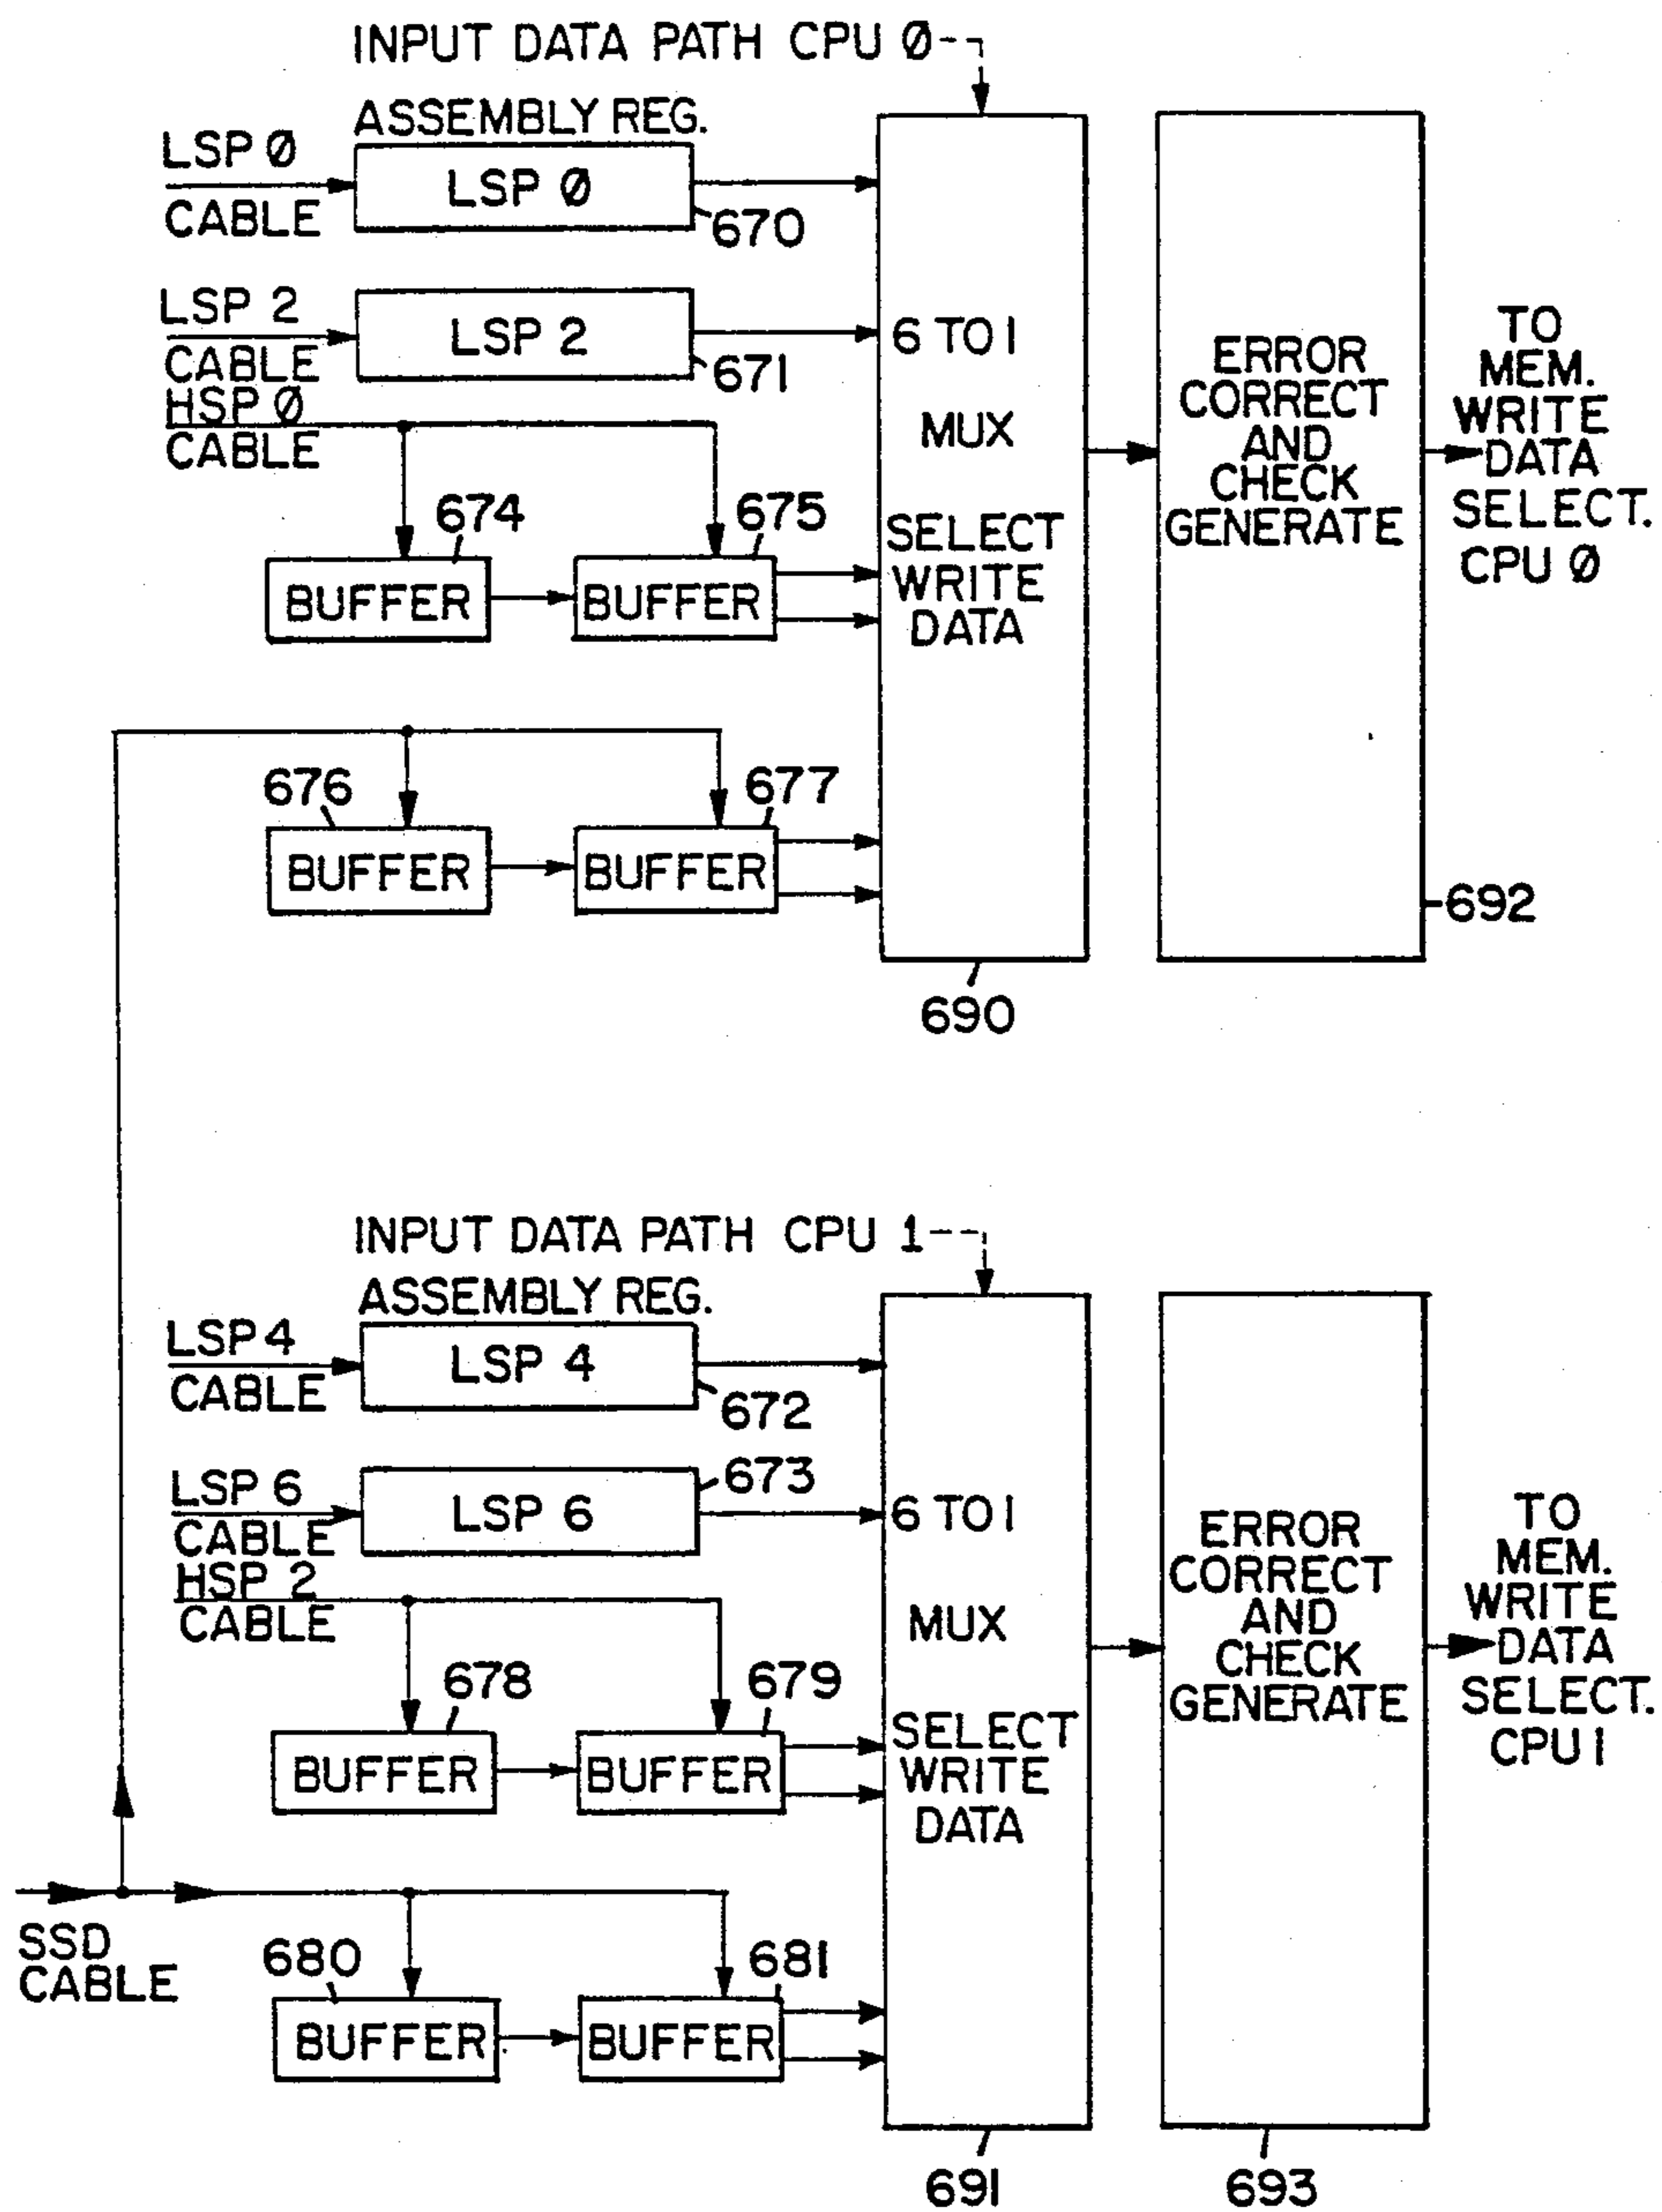 INPUT DATA PATH CPU Ø
ASSEMBLY REG.
LSP Ø
CABLE
LSP Ø
670
LSP 2
CABLE
LSP 2
671
HSP Ø
CABLE
674
BUFFER
675
BUFFER
676
BUFFER
677
BUFFER
6 TO 1
MUX
SELECT
WRITE
DATA
690
ERROR
CORRECT
AND
CHECK
GENERATE
692
TO
MEM.
WRITE
DATA
SELECT.
CPU Ø
INPUT DATA PATH CPU 1
ASSEMBLY REG.
LSP 4
CABLE
LSP 4
672
LSP 6
CABLE
LSP 6
673
HSP 2
CABLE
678
BUFFER
679
BUFFER
SSD
CABLE
680
BUFFER
681
BUFFER
6 TO 1
MUX
SELECT
WRITE
DATA
691
ERROR
CORRECT
AND
CHECK
GENERATE
693
TO
MEM.
WRITE
DATA
SELECT.
CPU 1